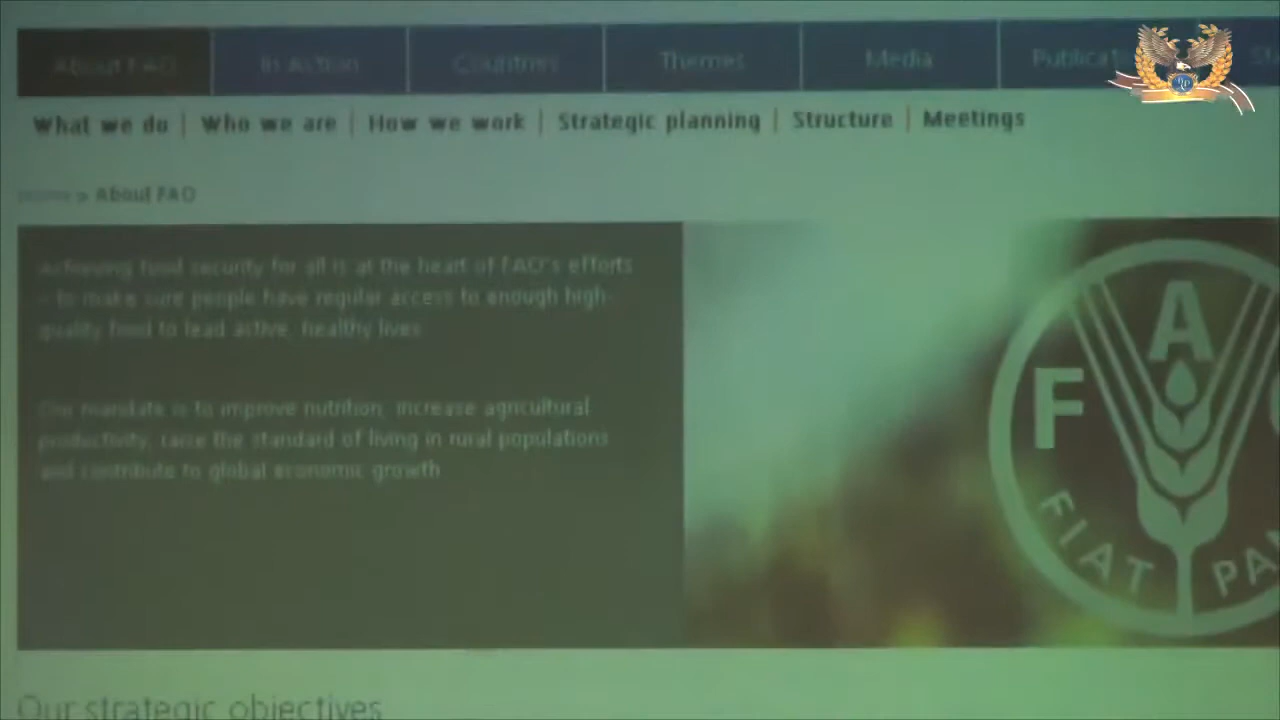 About FAO
In Action
Countries
Themes
Media
Publicat
What we do | Who we are | How we work | Strategic planning | Structure | Meetings
Home > About FAO
Achieving food security for all is at the heart of FAO's efforts
– to make sure people have regular access to enough high-
quality food to lead active, healthy lives.
Our mandate is to improve nutrition, increase agricultural
productivity, raise the standard of living in rural populations
and contribute to global economic growth
F A
FIAT PA
Our strategic objectives